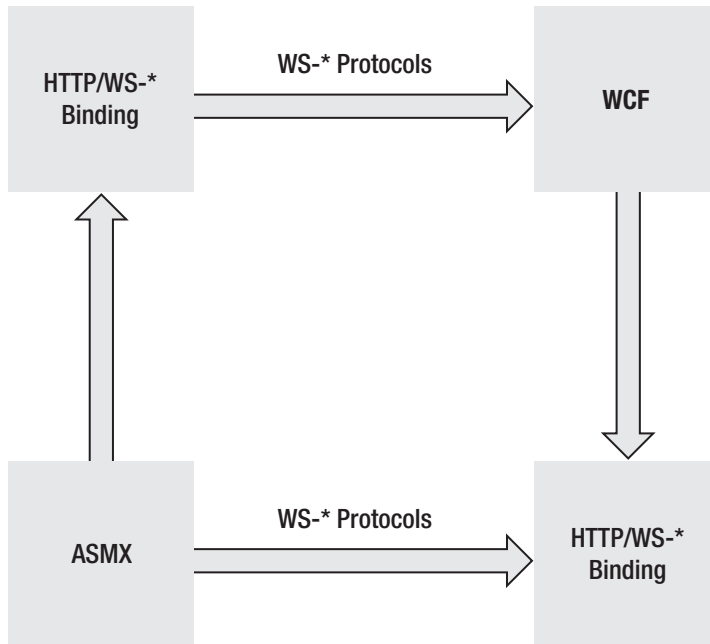 HTTP/WS-*
Binding
WS-* Protocols
WCF
ASMX
WS-* Protocols
HTTP/WS-*
Binding